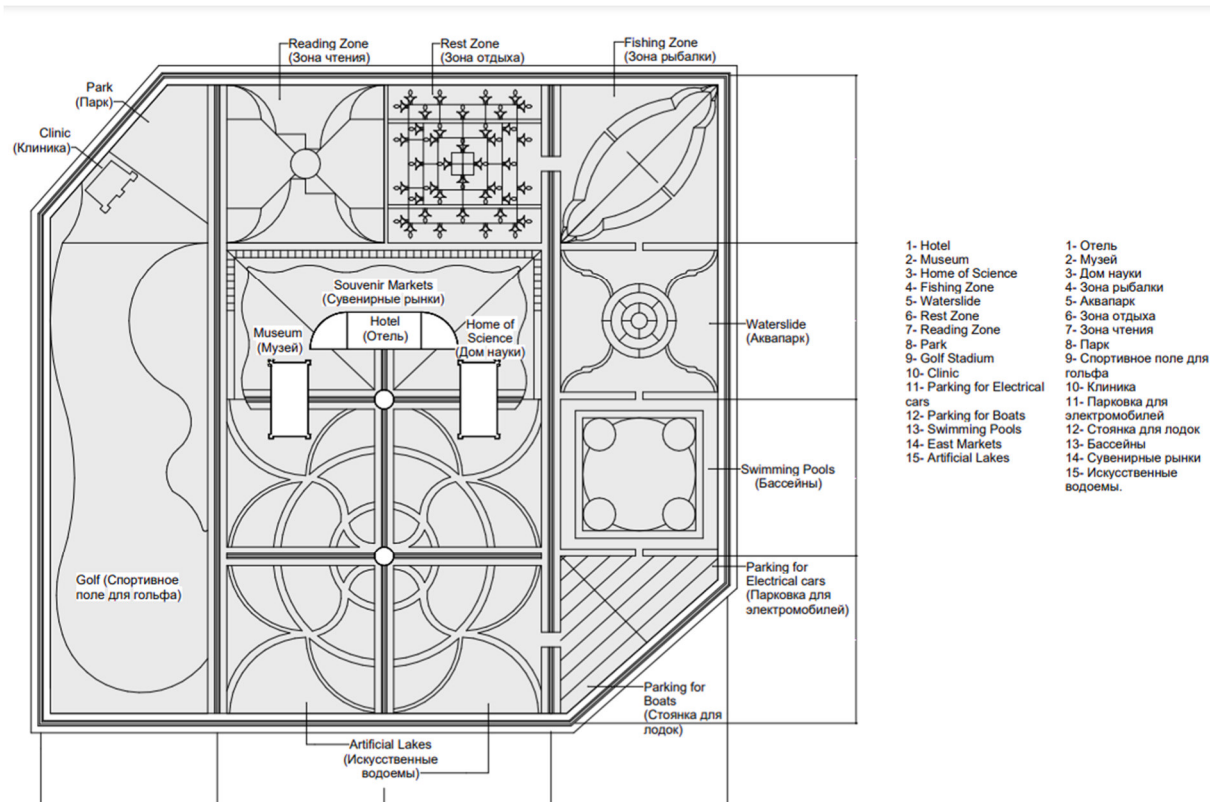 Reading Zone
(Зона чтения)
Rest Zone
(Зона отдыха)
Fishing Zone
(Зона рыбалки)
Park
(Парк)
Clinic
(Клиника)
Souvenir Markets
(Сувенирные рынки)
Hotel
(Отель)
Museum
(Музей)
Home of
Science
(Дом науки)
Waterslide
(Аквапарк)
Swimming Pools
(Бассейны)
Golf (Спортивное
поле для гольфа)
Parking for
Electrical cars
(Парковка для
электромобилей)
Parking for
Boats
(Стоянка для
лодок)
Artificial Lakes
(Искусственные
водоемы)
1- Hotel
2- Museum
3- Home of Science
4- Fishing Zone
5- Waterslide
6- Rest Zone
7- Reading Zone
8- Park
9- Golf Stadium
10- Clinic
11- Parking for Electrical
cars
12- Parking for Boats
13- Swimming Pools
14- East Markets
15- Artificial Lakes
1- Отель
2- Музей
3- Дом науки
4- Зона рыбалки
5- Аквапарк
6- Зона отдыха
7- Зона чтения
8- Парк
9- Спортивное поле для
гольфа
10- Клиника
11- Парковка для
электромобилей
12- Стоянка для лодок
13- Бассейны
14- Сувенирные рынки
15- Искусственные
водоемы.